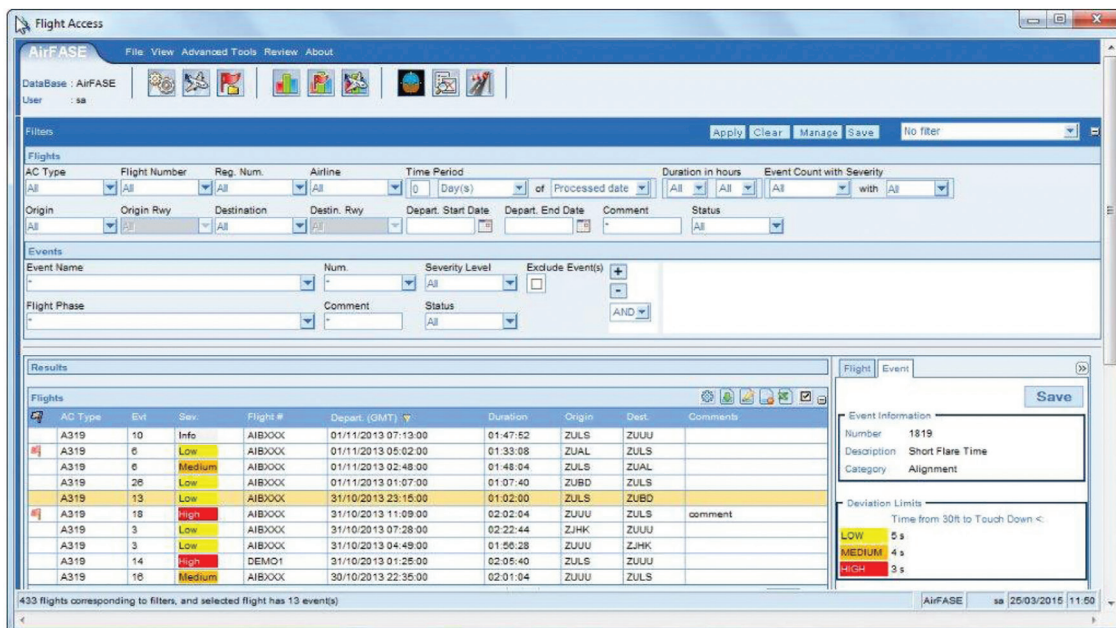 Flight Access
AirFASE File View Advanced Tools Review About
DataBase : AirFASE
User : sa
Filters Apply Clear Manage Save No filter
Flights
AC Type Flight Number Reg. Num. Airline Time Period Duration in hours Event Count with Severity
All All All All 0 Day(s) of Processed date All All All with All
Origin Origin Rwy Destination Destin. Rwy Depart. Start Date Depart. End Date Comment Status
All All All All * All
Events
Event Name Num. Severity Level Exclude Event(s) +
* * All -
Flight Phase Comment Status AND
* * All
Results
Flights
AC Type Evt Sev. Flight # Depart. (GMT) Duration Origin Dest. Comments
A319 10 Info AIBXXX 01/11/2013 07:13:00 01:47:52 ZULS ZUUU
A319 6 Low AIBXXX 01/11/2013 05:02:00 01:33:08 ZUAL ZULS
A319 6 Medium AIBXXX 01/11/2013 02:48:00 01:48:04 ZULS ZUAL
A319 26 Low AIBXXX 01/11/2013 01:07:00 01:07:40 ZUBD ZULS
A319 13 Low AIBXXX 31/10/2013 23:15:00 01:02:00 ZULS ZUBD
A319 18 High AIBXXX 31/10/2013 11:09:00 02:02:04 ZUUU ZULS comment
A319 3 Low AIBXXX 31/10/2013 07:28:00 02:22:44 ZJHK ZUUU
A319 3 Low AIBXXX 31/10/2013 04:49:00 01:56:28 ZUUU ZJHK
A319 14 High DEMO1 31/10/2013 01:25:00 02:05:40 ZULS ZUUU
A319 16 Medium AIBXXX 30/10/2013 22:35:00 02:01:04 ZUUU ZULS
Flight Event
Save
Event Information
Number 1819
Description Short Flare Time
Category Alignment
Deviation Limits
Time from 30ft to Touch Down <:
LOW 5 s
MEDIUM 4 s
HIGH 3 s
433 flights corresponding to filters, and selected flight has 13 event(s) AirFASE sa 25/03/2015 11:50